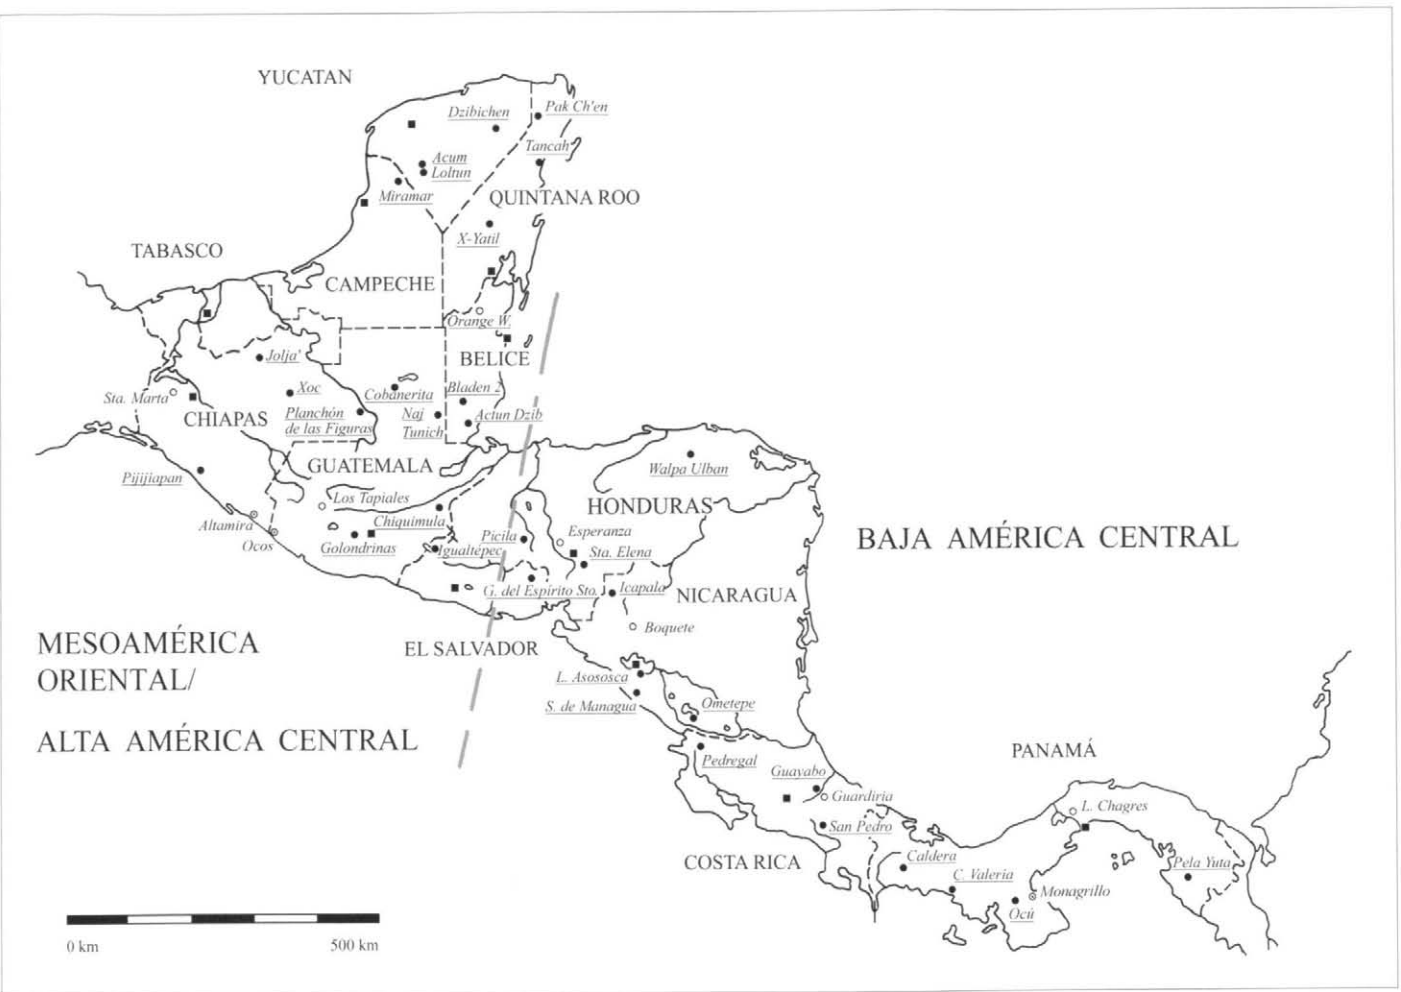 YUCATAN
Dzibichen
Pak Ch'en
Tancah
Acum
Loltun
Miramar
QUINTANA ROO
X-Yatil
TABASCO
CAMPECHE
Orange W.
BELICE
Jolja'
Xoc
Cobanerita
Bladen 2
Sta. Marta
CHIAPAS
Planchón
de las Figuras
Naj
Tunich
Actun Dzib
GUATEMALA
Pijijiapan
Walpa Ulban
Los Tapiales
HONDURAS
Altamira
Chiquimula
Ocos
Golondrinas
Igualtepec
Picila
Esperanza
Sta. Elena
BAJA AMÉRICA CENTRAL
G. del Espírito Sto.
Icapala
NICARAGUA
Boquete
MESOAMÉRICA
ORIENTAL/
ALTA AMÉRICA CENTRAL
EL SALVADOR
L. Asososca
S. de Managua
Ometepe
Pedregal
PANAMÁ
Guayabo
Guardiria
L. Chagres
San Pedro
COSTA RICA
Caldera
C. Valeria
Pela Yuta
Monagrillo
Ocú
0 km
500 km